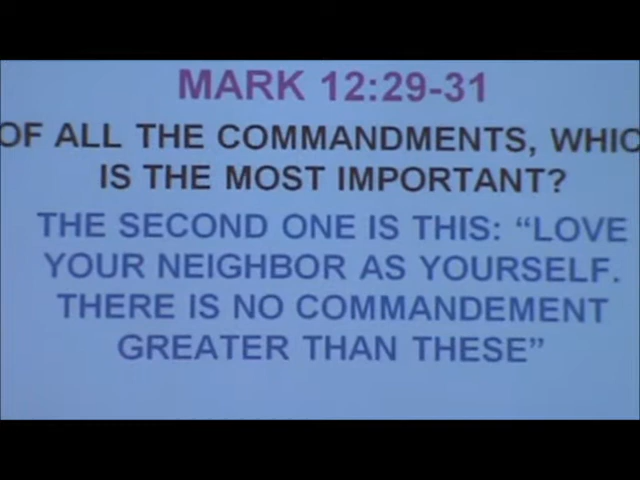 MARK 12:29-31
OF ALL THE COMMANDMENTS, WHIC
IS THE MOST IMPORTANT?
THE SECOND ONE IS THIS: “LOVE
YOUR NEIGHBOR AS YOURSELF.
THERE IS NO COMMANDEMENT
GREATER THAN THESE”